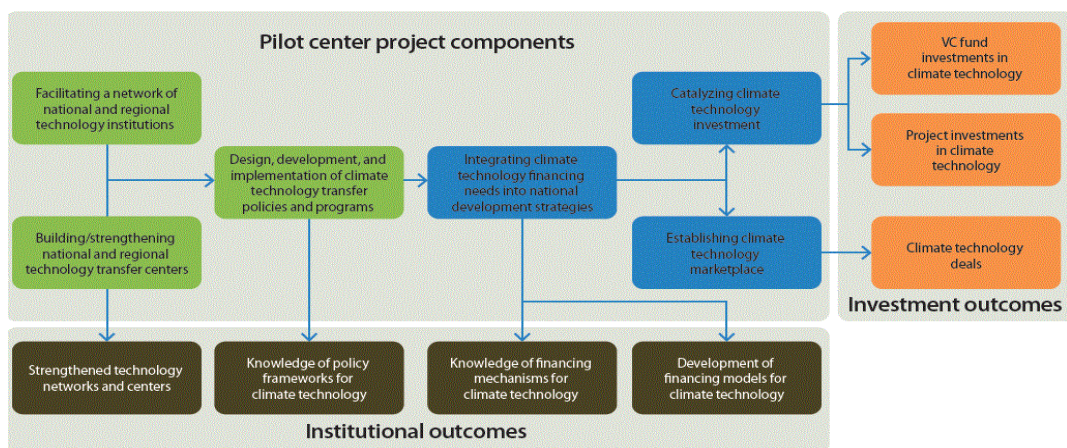 Pilot center project components
Facilitating a network of
national and regional
technology institutions
Building/strengthening
national and regional
technology transfer centers
Design, development, and
implementation of climate
technology transfer
policies and programs
Integrating climate
technology financing
needs into national
development strategies
Catalyzing climate
technology
investment
Establishing climate
technology
marketplace
VC fund
investments in
climate technology
Project investments
in climate
technology
Climate technology
deals
Investment outcomes
Strengthened technology
networks and centers
Knowledge of policy
frameworks for
climate technology
Knowledge of financing
mechanisms for
climate technology
Development of
financing models for
climate technology
Institutional outcomes